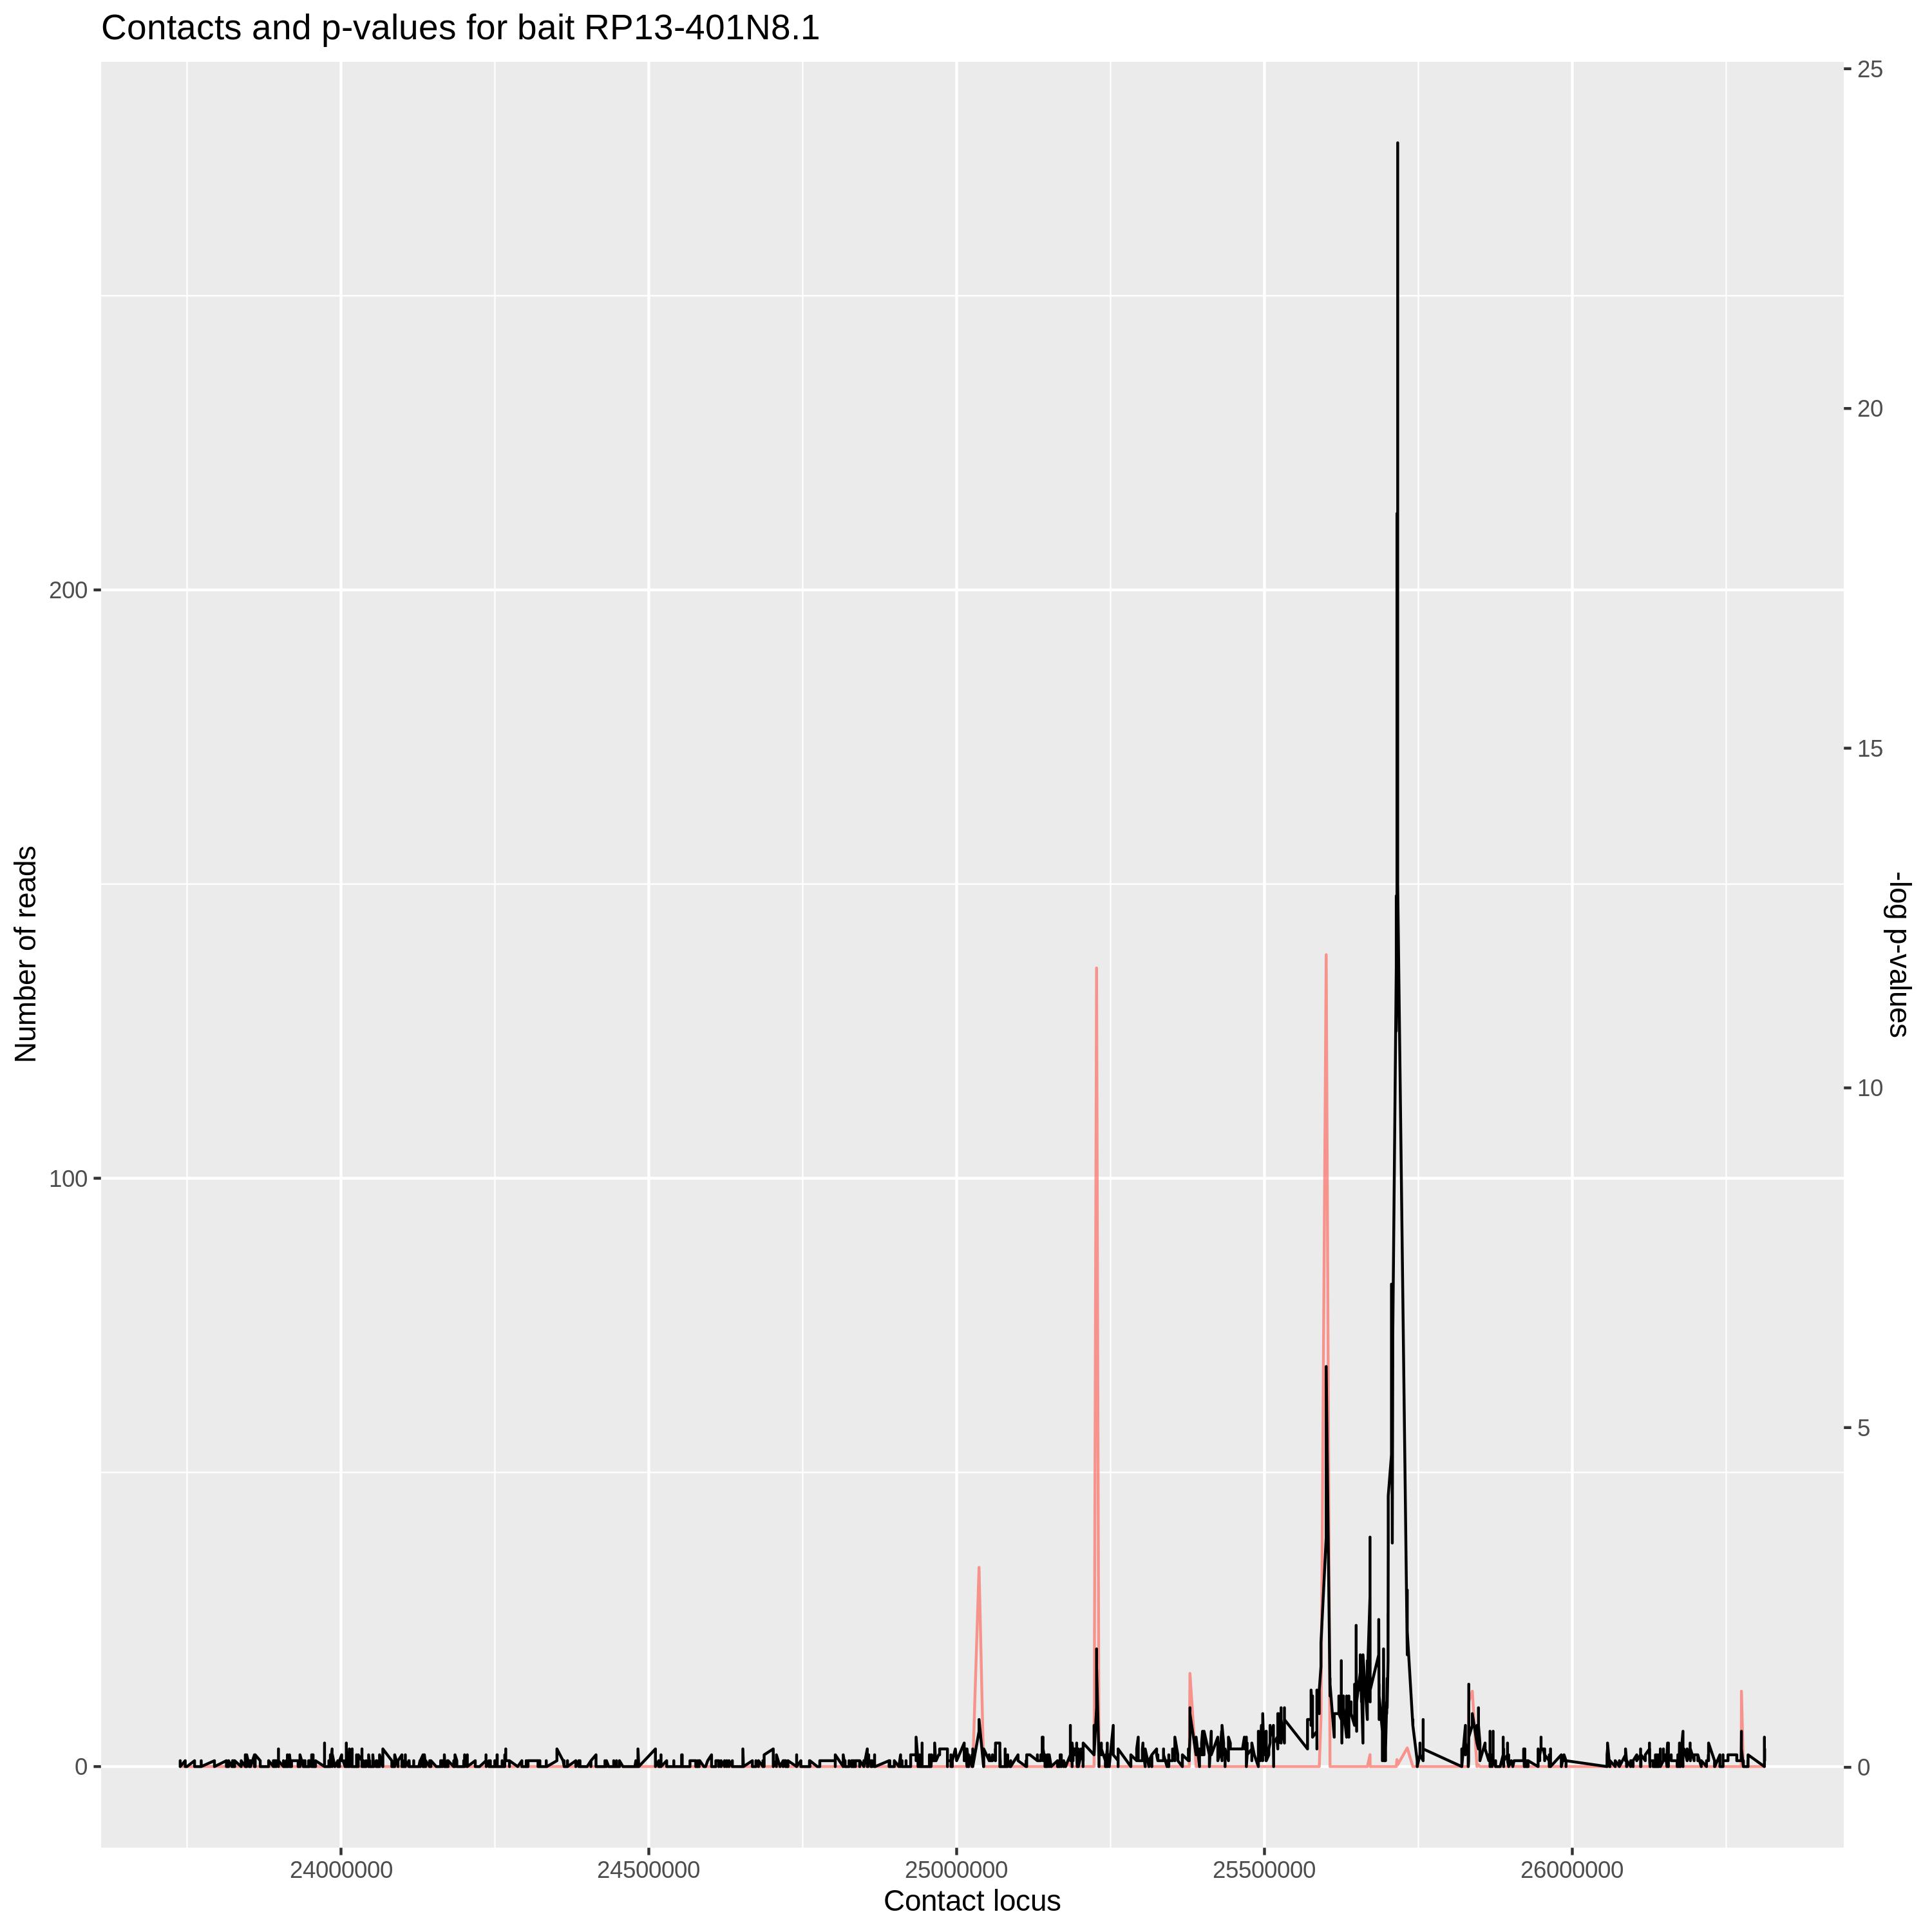 Contacts and p-values for bait RP13-401N8.1
Number of reads
200
100
0
25
20
15
10
5
0
-log p-values
24000000 24500000 25000000 25500000 26000000
Contact locus